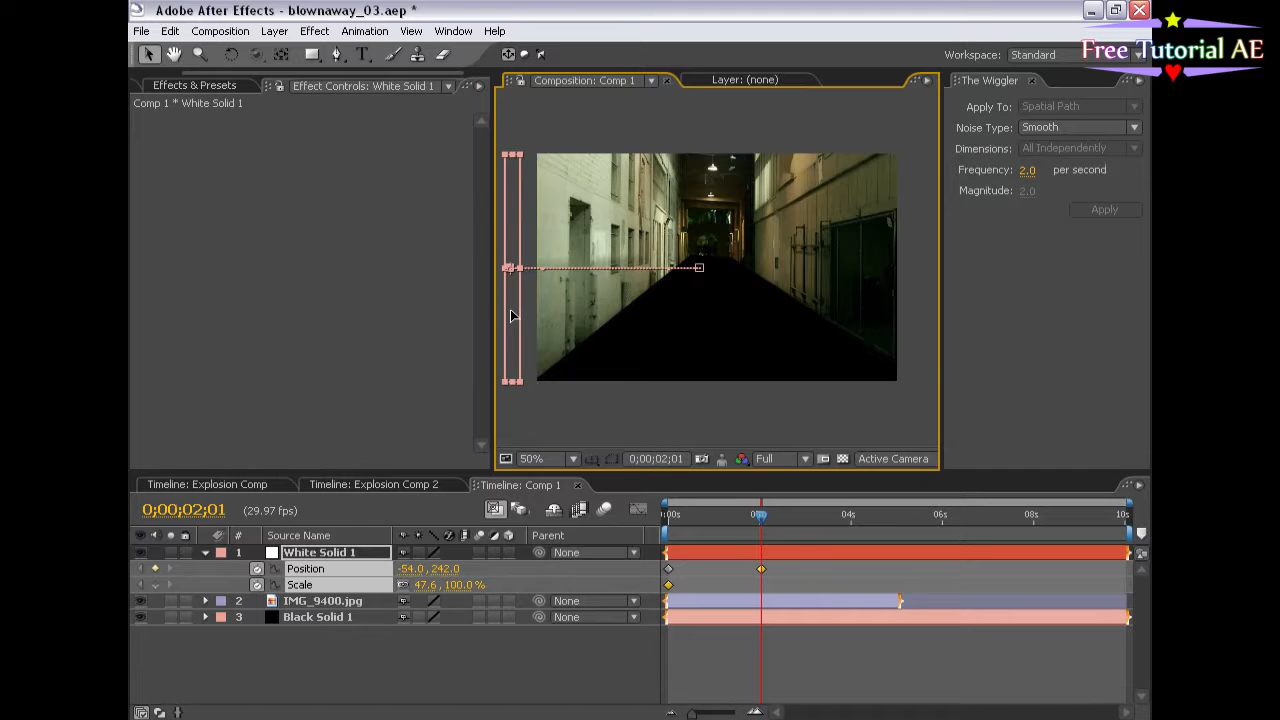 Adobe After Effects - blownaway_03.aep *
File Edit Composition Layer Effect Animation View Window Help
Workspace: Standard
Free Tutorial AE
Effects & Presets
Effect Controls: White Solid 1
Composition: Comp 1
Layer: (none)
The Wiggler
Comp 1 * White Solid 1
Apply To: Spatial Path
Noise Type: Smooth
Dimensions: All Independently
Frequency: 2.0 per second
Magnitude: 2.0
Apply
50%
0;00;02;01
Full
Active Camera
Timeline: Explosion Comp
Timeline: Explosion Comp 2
Timeline: Comp 1
0;00;02;01 (29.97 fps)
04s 06s 08s 10s
# Source Name Parent
1 White Solid 1 None
Position -54.0, 242.0
Scale 47.6, 100.0%
2 IMG_9400.jpg None
3 Black Solid 1 None